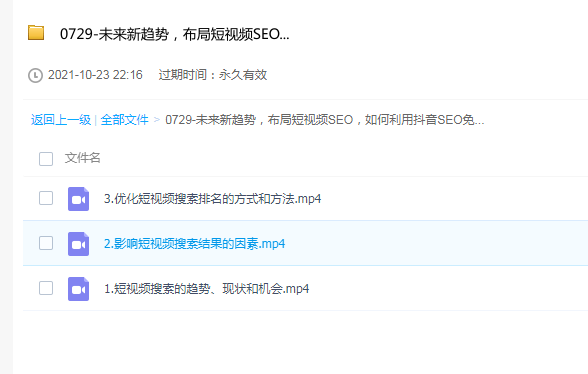 0729-未来新趋势，布局短视频SEO...
2021-10-23 22:16 过期时间：永久有效
返回上一级 | 全部文件 > 0729-未来新趋势，布局短视频SEO，如何利用抖音SEO免...
文件名
3.优化短视频搜索排名的方式和方法.mp4
2.影响短视频搜索结果的因素.mp4
1.短视频搜索的趋势、现状和机会.mp4